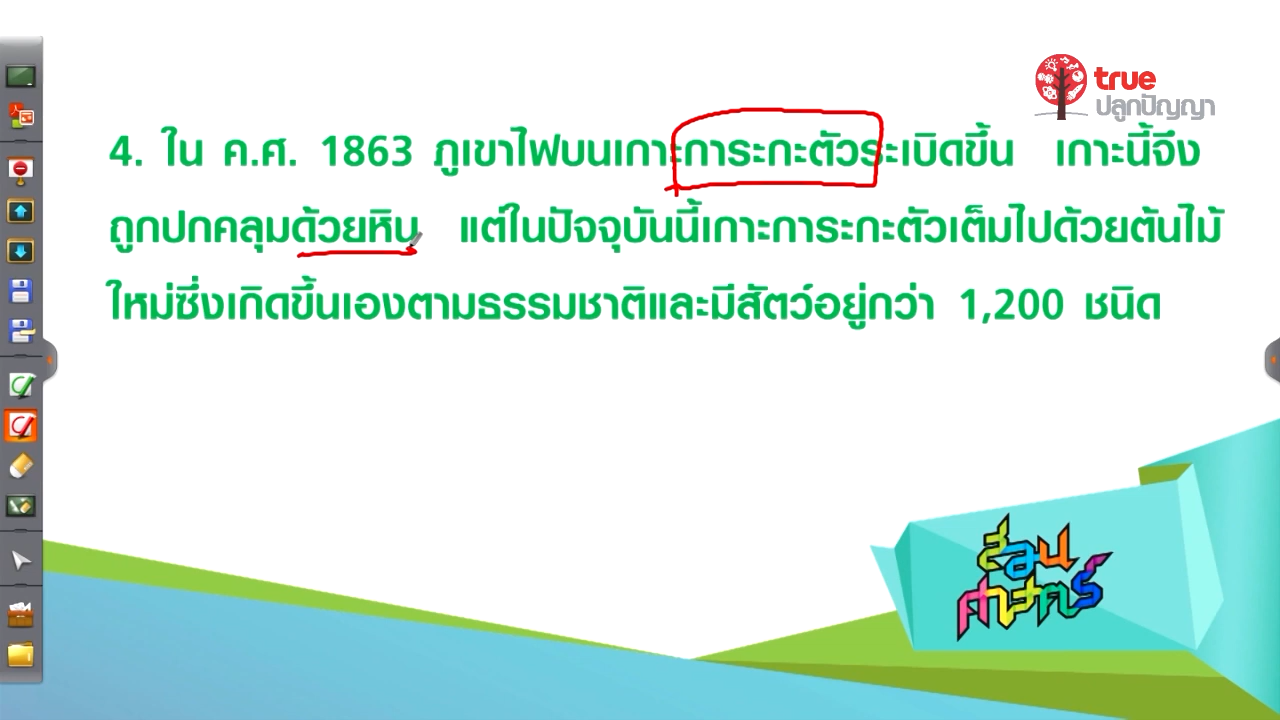 true
ปลูกปัญญา
4. ใน ค.ศ. 1863 ภูเขาไฟบนเกาะการะกะตัวระเบิดขึ้น เกาะนี้จึง
ถูกปกคลุมด้วยหิน แต่ในปัจจุบันนี้เกาะการะกะตัวเต็มไปด้วยต้นไม้
ใหม่ซึ่งเกิดขึ้นเองตามธรรมชาติและมีสัตว์อยู่กว่า 1,200 ชนิด
สอน
ศาสตร์